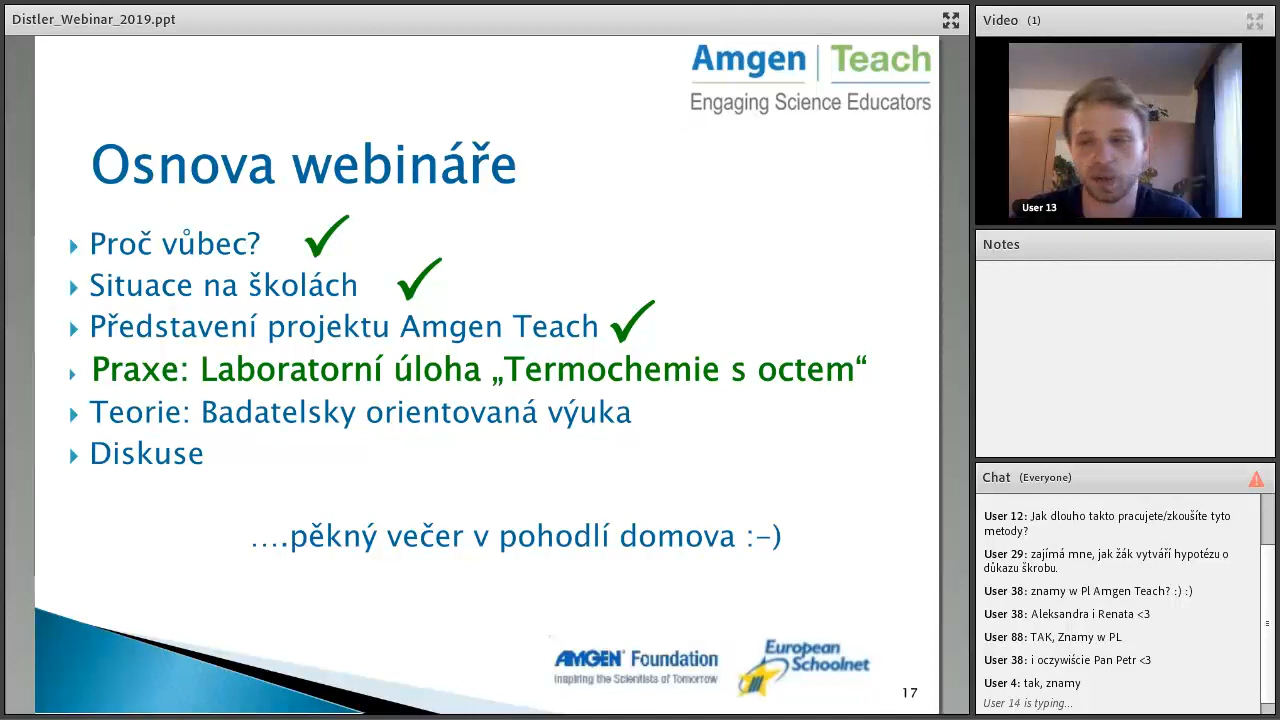 Distler_Webinar_2019.ppt
Amgen Teach
Engaging Science Educators
Osnova webináře
Proč vůbec?
Situace na školách
Představení projektu Amgen Teach
Praxe: Laboratorní úloha „Termochemie s octem“
Teorie: Badatelsky orientovaná výuka
Diskuse
….pěkný večer v pohodlí domova :-)
AMGEN Foundation
Inspiring the Scientists of Tomorrow
European
Schoolnet
17
Video (1)
User 13
Notes
Chat (Everyone)
User 12: Jak dlouho takto pracujete/zkoušíte tyto
metody?
User 29: zajímá mne, jak žák vytváří hypotézu o
důkazu škrobu.
User 38: znamy w Pl Amgen Teach? :) :)
User 38: Aleksandra i Renata <3
User 88: TAK, Znamy w PL
User 38: i oczywiście Pan Petr <3
User 4: tak, znamy
User 14 is typing...